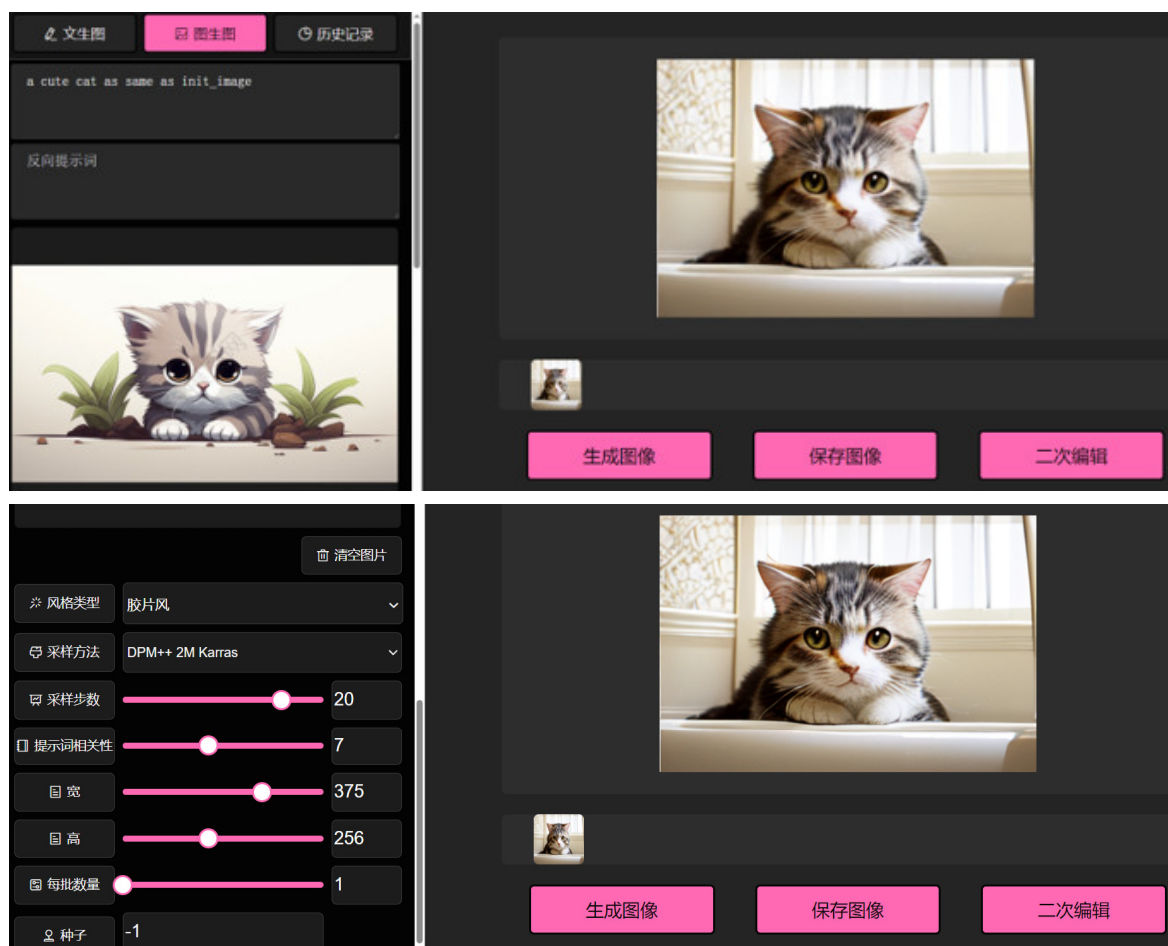 文生图 图生图 历史记录
a cute cat as same as init_image
反向提示词
生成图像 保存图像 二次编辑
清空图片
风格类型 胶片风
采样方法 DPM++ 2M Karras
采样步数 20
提示词相关性 7
宽 375
高 256
每批数量 1
种子 -1
生成图像 保存图像 二次编辑